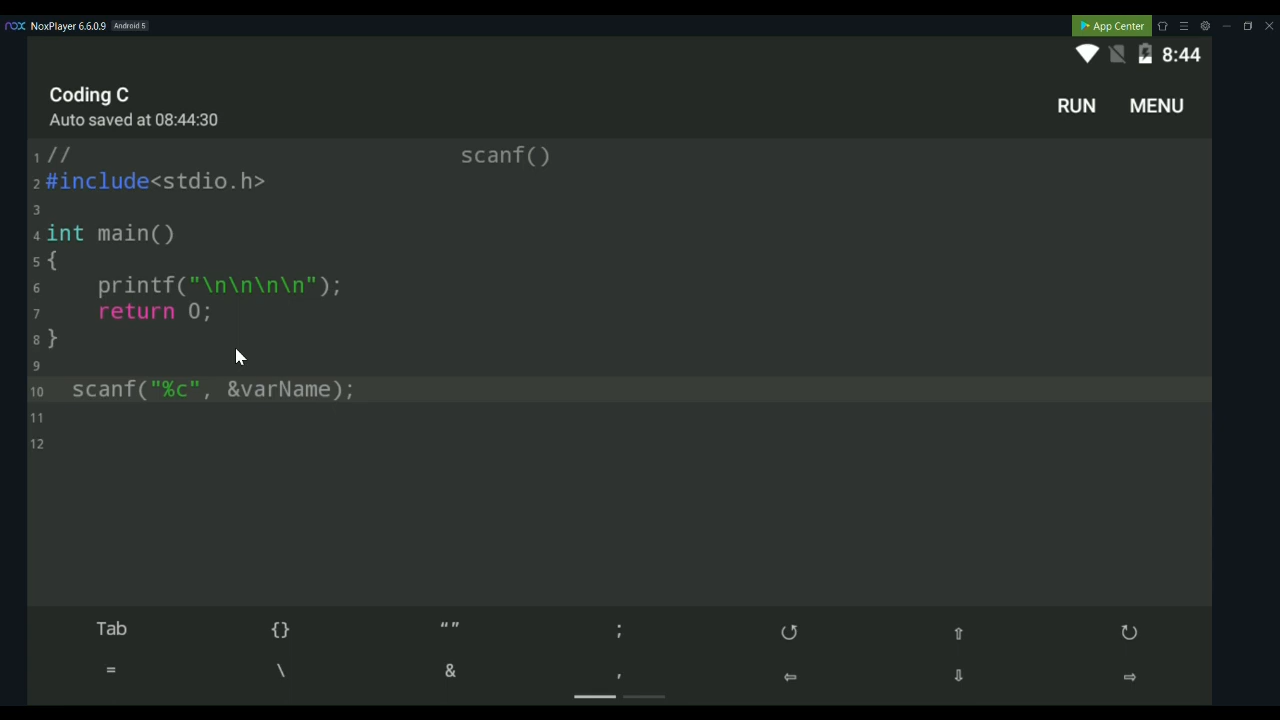 nox NoxPlayer 6.6.0.9 Android 5 App Center
8:44
Coding C
Auto saved at 08:44:30
RUN MENU
1 // scanf()
2 #include<stdio.h>
3
4 int main()
5 {
6 printf("\n\n\n\n");
7 return 0;
8 }
9
10 scanf("%c", &varName);
11
12
Tab {} “” ;
= \ & ,